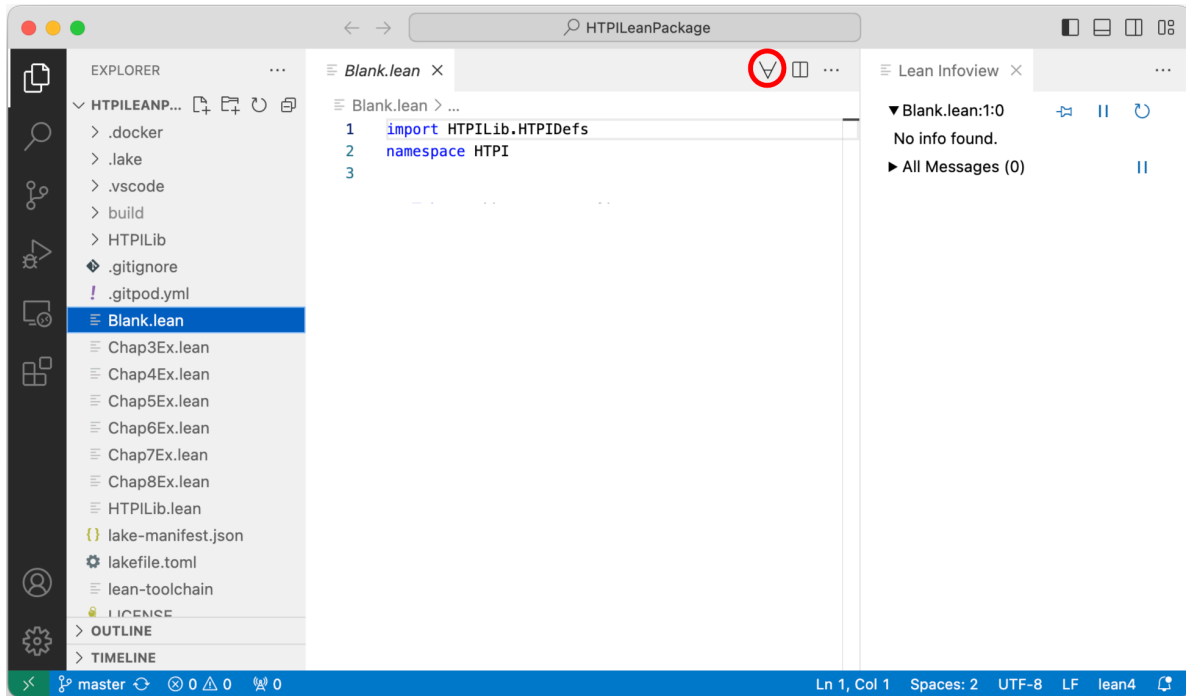 HTPILeanPackage
EXPLORER
HTPILEANP...
.docker
.lake
.vscode
build
HTPILib
.gitignore
.gitpod.yml
Blank.lean
Chap3Ex.lean
Chap4Ex.lean
Chap5Ex.lean
Chap6Ex.lean
Chap7Ex.lean
Chap8Ex.lean
HTPILib.lean
lake-manifest.json
lakefile.toml
lean-toolchain
LICENSE
OUTLINE
TIMELINE
Blank.lean
Blank.lean > ...
1 import HTPILib.HTPIDefs
2 namespace HTPI
3
Lean Infoview
▼Blank.lean:1:0
No info found.
▶All Messages (0)
master 0 0 0
Ln 1, Col 1 Spaces: 2 UTF-8 LF lean4